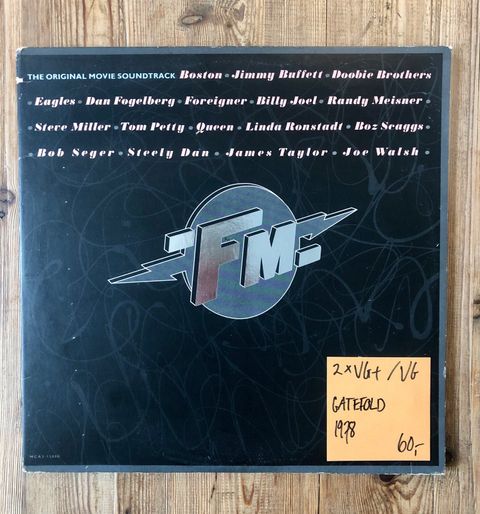 THE ORIGINAL MOVIE SOUNDTRACK Boston • Jimmy Buffett • Doobie Brothers
• Eagles • Dan Fogelberg • Foreigner • Billy Joel • Randy Meisner •
• Steve Miller • Tom Petty • Queen • Linda Ronstadt • Boz Scaggs •
• Bob Seger • Steely Dan • James Taylor • Joe Walsh •
FM
2×VG+ / VG
GATEFOLD
1978
60,-